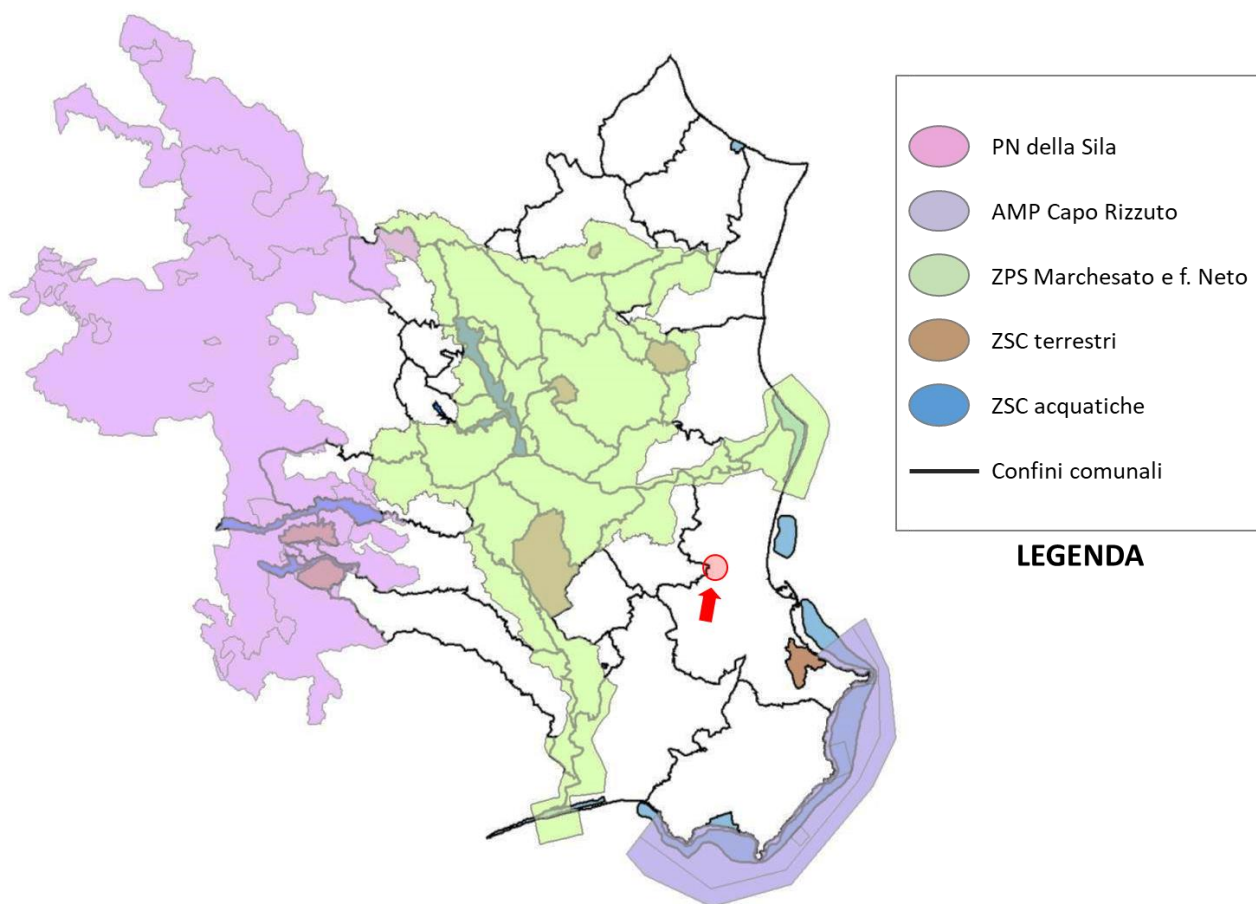 PN della Sila
AMP Capo Rizzuto
ZPS Marchesato e f. Neto
ZSC terrestri
ZSC acquatiche
Confini comunali
LEGENDA